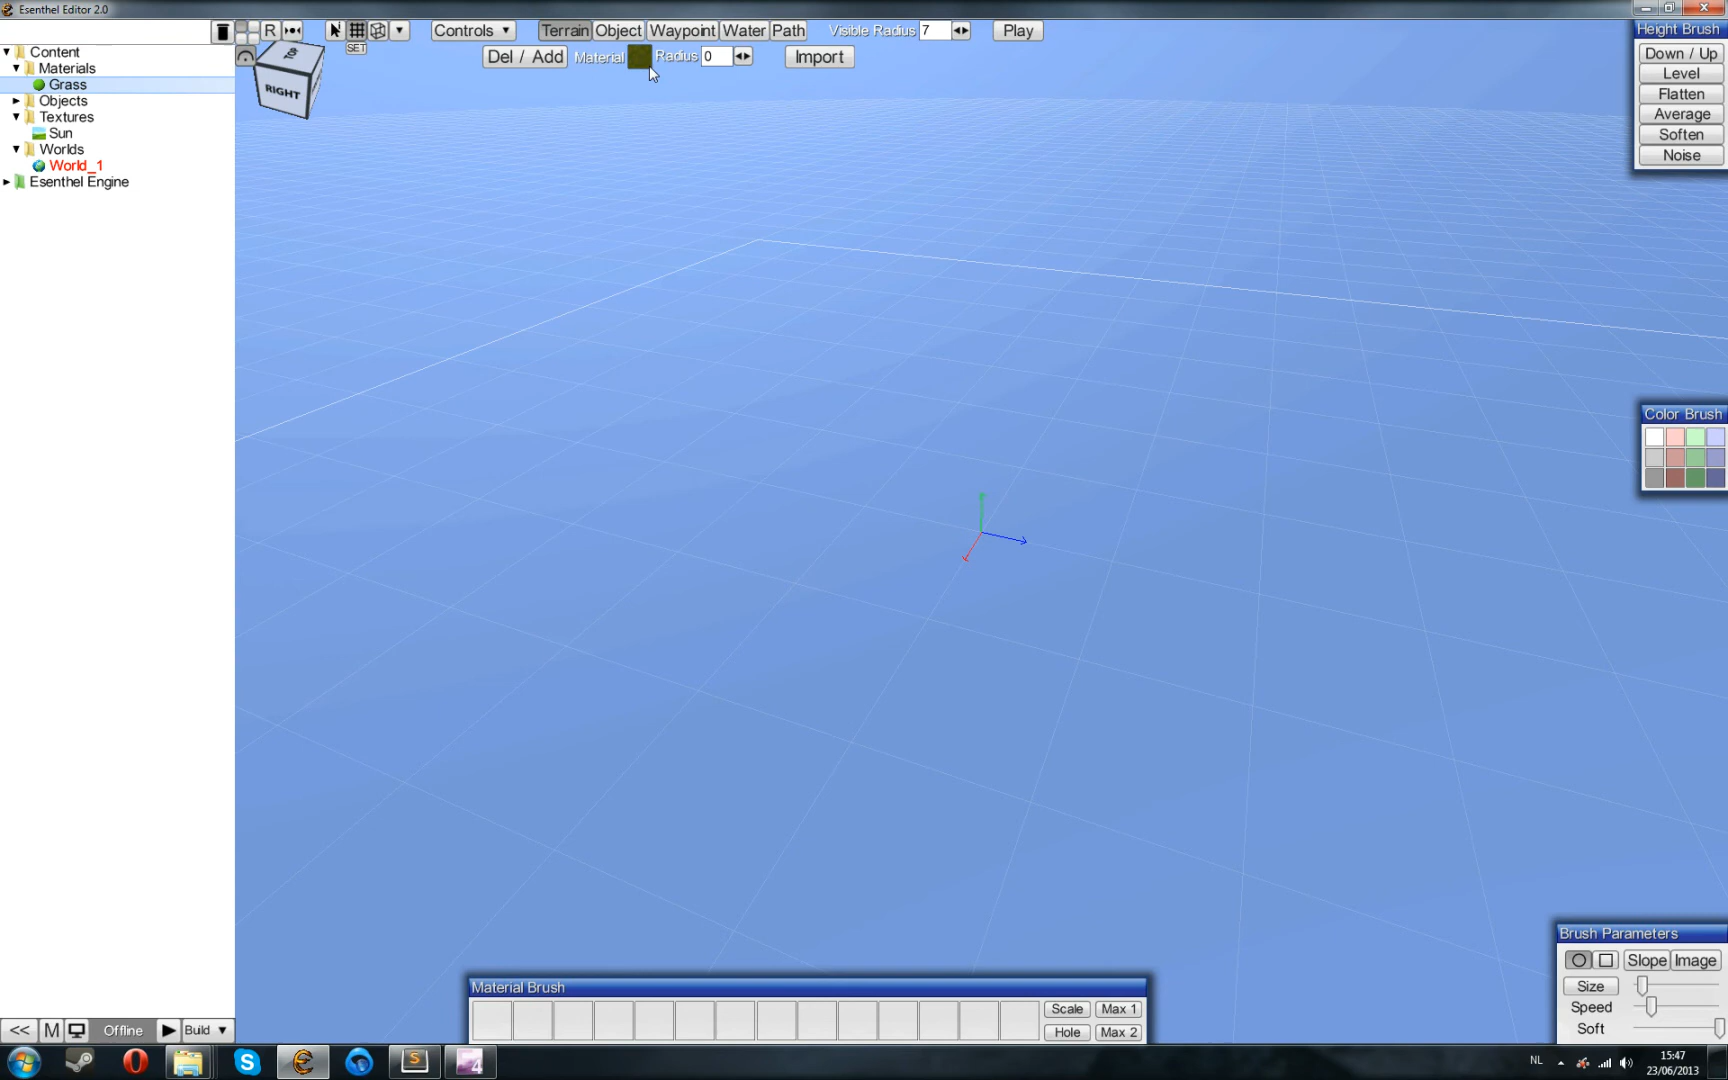 Esenthel Editor 2.0
R
Controls
Terrain Object Waypoint Water Path
Visible Radius 7
Play
SET
Del / Add
Material
Radius 0
Import
Content
Materials
Grass
Objects
Textures
Sun
Worlds
World_1
Esenthel Engine
RIGHT
Height Brush
Down / Up
Level
Flatten
Average
Soften
Noise
Color Brush
Brush Parameters
Slope Image
Size
Speed
Soft
Material Brush
Scale Max 1
Hole Max 2
<< M Offline Build
S 4
NL
15:47
23/06/2013